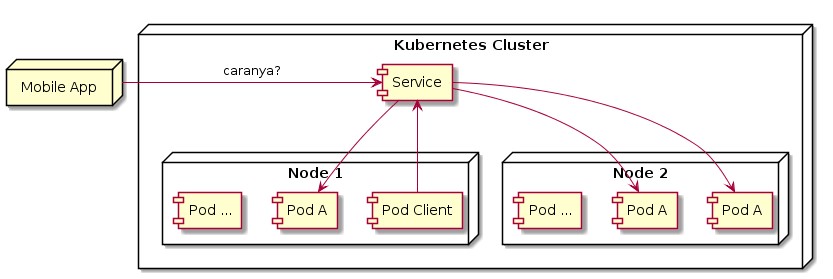 Kubernetes Cluster
caranya?
Mobile App
Service
Node 1
Node 2
Pod ...
Pod A
Pod Client
Pod ...
Pod A
Pod A